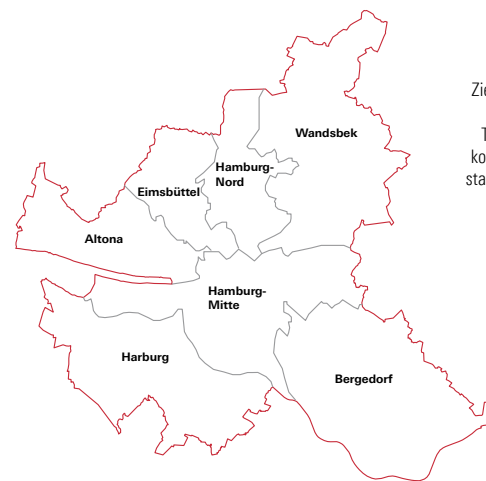 Wandsbek
Hamburg-
Nord
Eimsbüttel
Altona
Hamburg-
Mitte
Harburg
Bergedorf